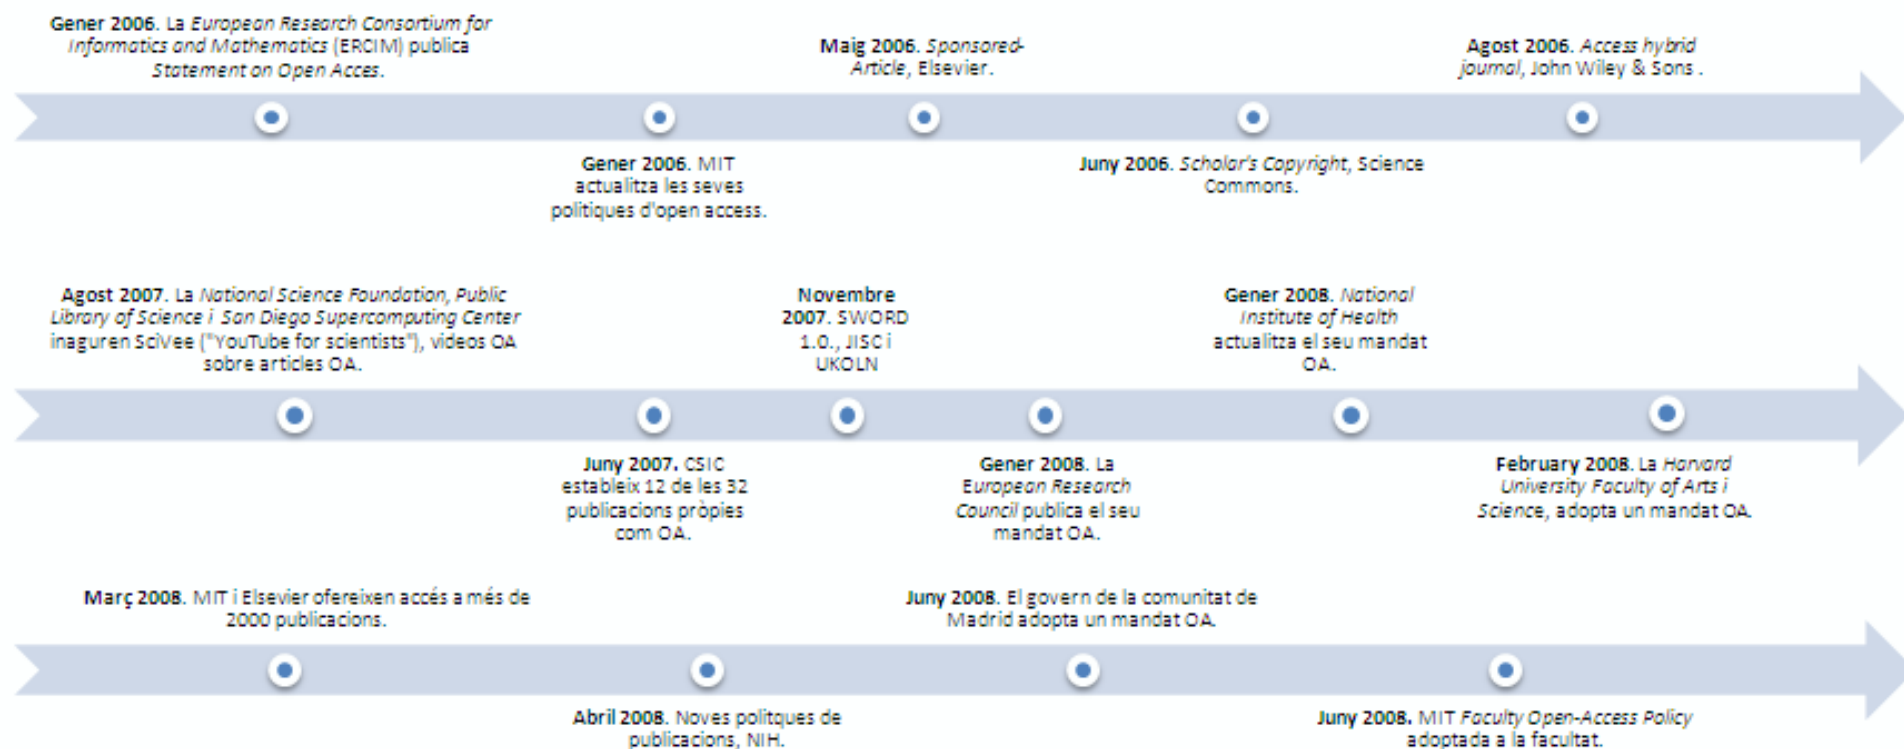 Gener 2006. La European Research Consortium for
Informatics and Mathematics (ERCIM) publica
Statement on Open Acces.
Gener 2006. MIT
actualitza les seves
politiques d'open access.
Maig 2006. Sponsored-
Article, Elsevier.
Juny 2006. Scholar's Copyright, Science
Commons.
Agost 2006. Access hybrid
journal, John Wiley & Sons .
Agost 2007. La National Science Foundation, Public
Library of Science i San Diego Supercomputing Center
inaguren SciVee ("YouTube for scientists"), videos OA
sobre articles OA.
Juny 2007. CSIC
estableix 12 de les 32
publicacions pròpies
com OA.
Novembre
2007. SWORD
1.0., JISC i
UKOLN
Gener 2008. La
European Research
Council publica el seu
mandat OA.
Gener 2008. National
Institute of Health
actualitza el seu mandat
OA.
February 2008. La Harvard
University Faculty of Arts i
Science, adopta un mandat OA.
Març 2008. MIT i Elsevier ofereixen accés a més de
2000 publicacions.
Abril 2008. Noves politques de
publicacions, NIH.
Juny 2008. El govern de la comunitat de
Madrid adopta un mandat OA.
Juny 2008. MIT Faculty Open-Access Policy
adoptada a la facultat.